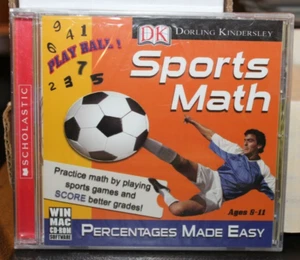 9 4 1
6
PLAY BALL!
2 7 5
3
DK DORLING KINDERSLEY
Sports
Math
SCHOLASTIC
Practice math by playing
sports games and
SCORE better grades!
Ages 8-11
WIN
MAC
CD-ROM
SOFTWARE
PERCENTAGES MADE EASY